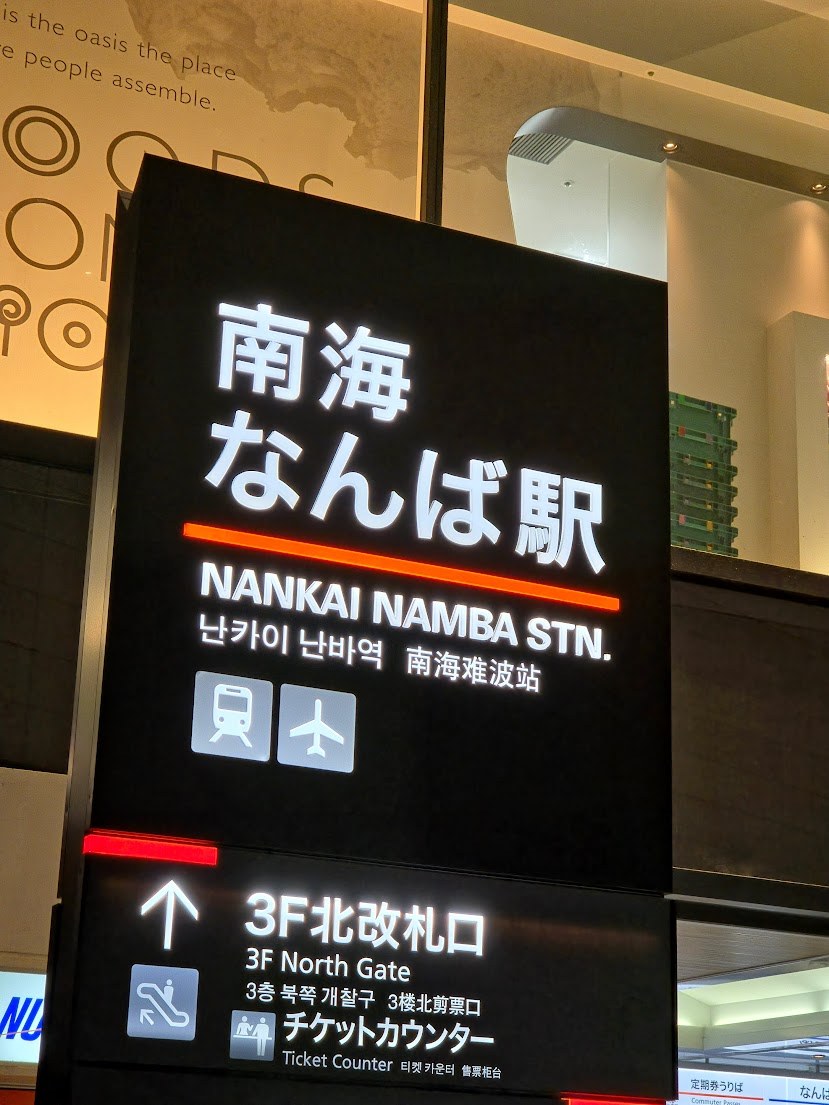 is the oasis the place
people assemble.
南海
なんば駅
NANKAI NAMBA STN.
난카이 난바역 南海难波站
3F北改札口
3F North Gate
3층 북쪽 개찰구 3楼北剪票口
チケットカウンター
Ticket Counter 티켓 카운터 售票柜台
定期券うりば
Commuter Passes